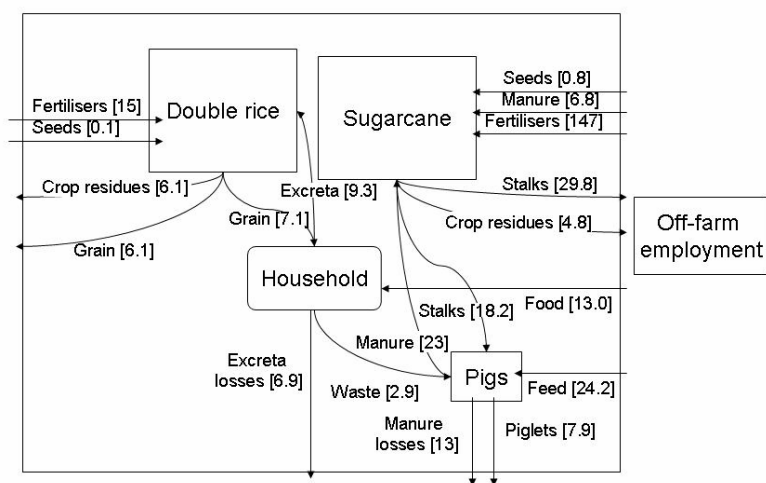 Seeds [0.8]
Manure [6.8]
Fertilisers [147]
Fertilisers [15]
Seeds [0.1]
Double rice
Sugarcane
Crop residues [6.1]
Excreta [9.3]
Stalks [29.8]
Grain [7.1]
Crop residues [4.8]
Grain [6.1]
Off-farm
employment
Household
Food [13.0]
Stalks [18.2]
Manure [23]
Excreta
losses [6.9]
Pigs
Waste [2.9]
Feed [24.2]
Manure
losses [13]
Piglets [7.9]